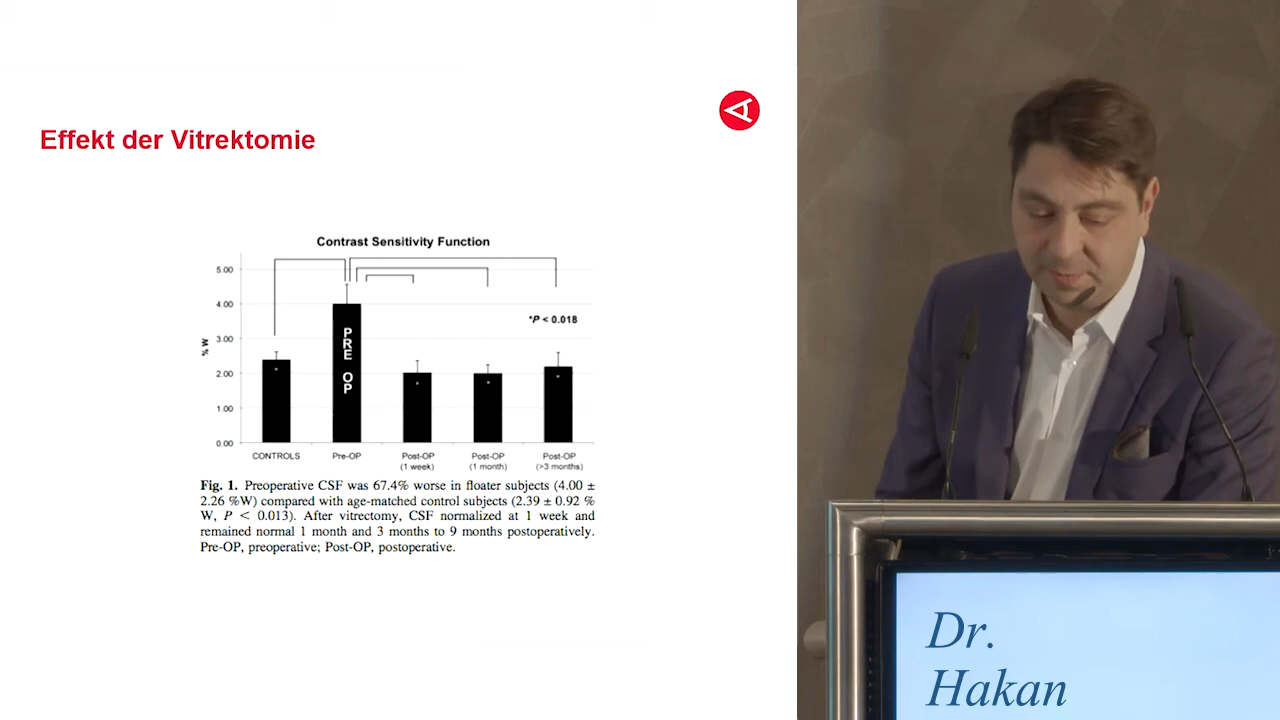 Effekt der Vitrektomie
Contrast Sensitivity Function
5.00
4.00
3.00
2.00
1.00
0.00
% W
*P < 0.018
PRE OP
CONTROLS
Pre-OP
Post-OP
(1 week)
Post-OP
(1 month)
Post-OP
(>3 months)
Fig. 1. Preoperative CSF was 67.4% worse in floater subjects (4.00 ±
2.26 %W) compared with age-matched control subjects (2.39 ± 0.92 %
W, P < 0.013). After vitrectomy, CSF normalized at 1 week and
remained normal 1 month and 3 months to 9 months postoperatively.
Pre-OP, preoperative; Post-OP, postoperative.
Dr.
Hakan